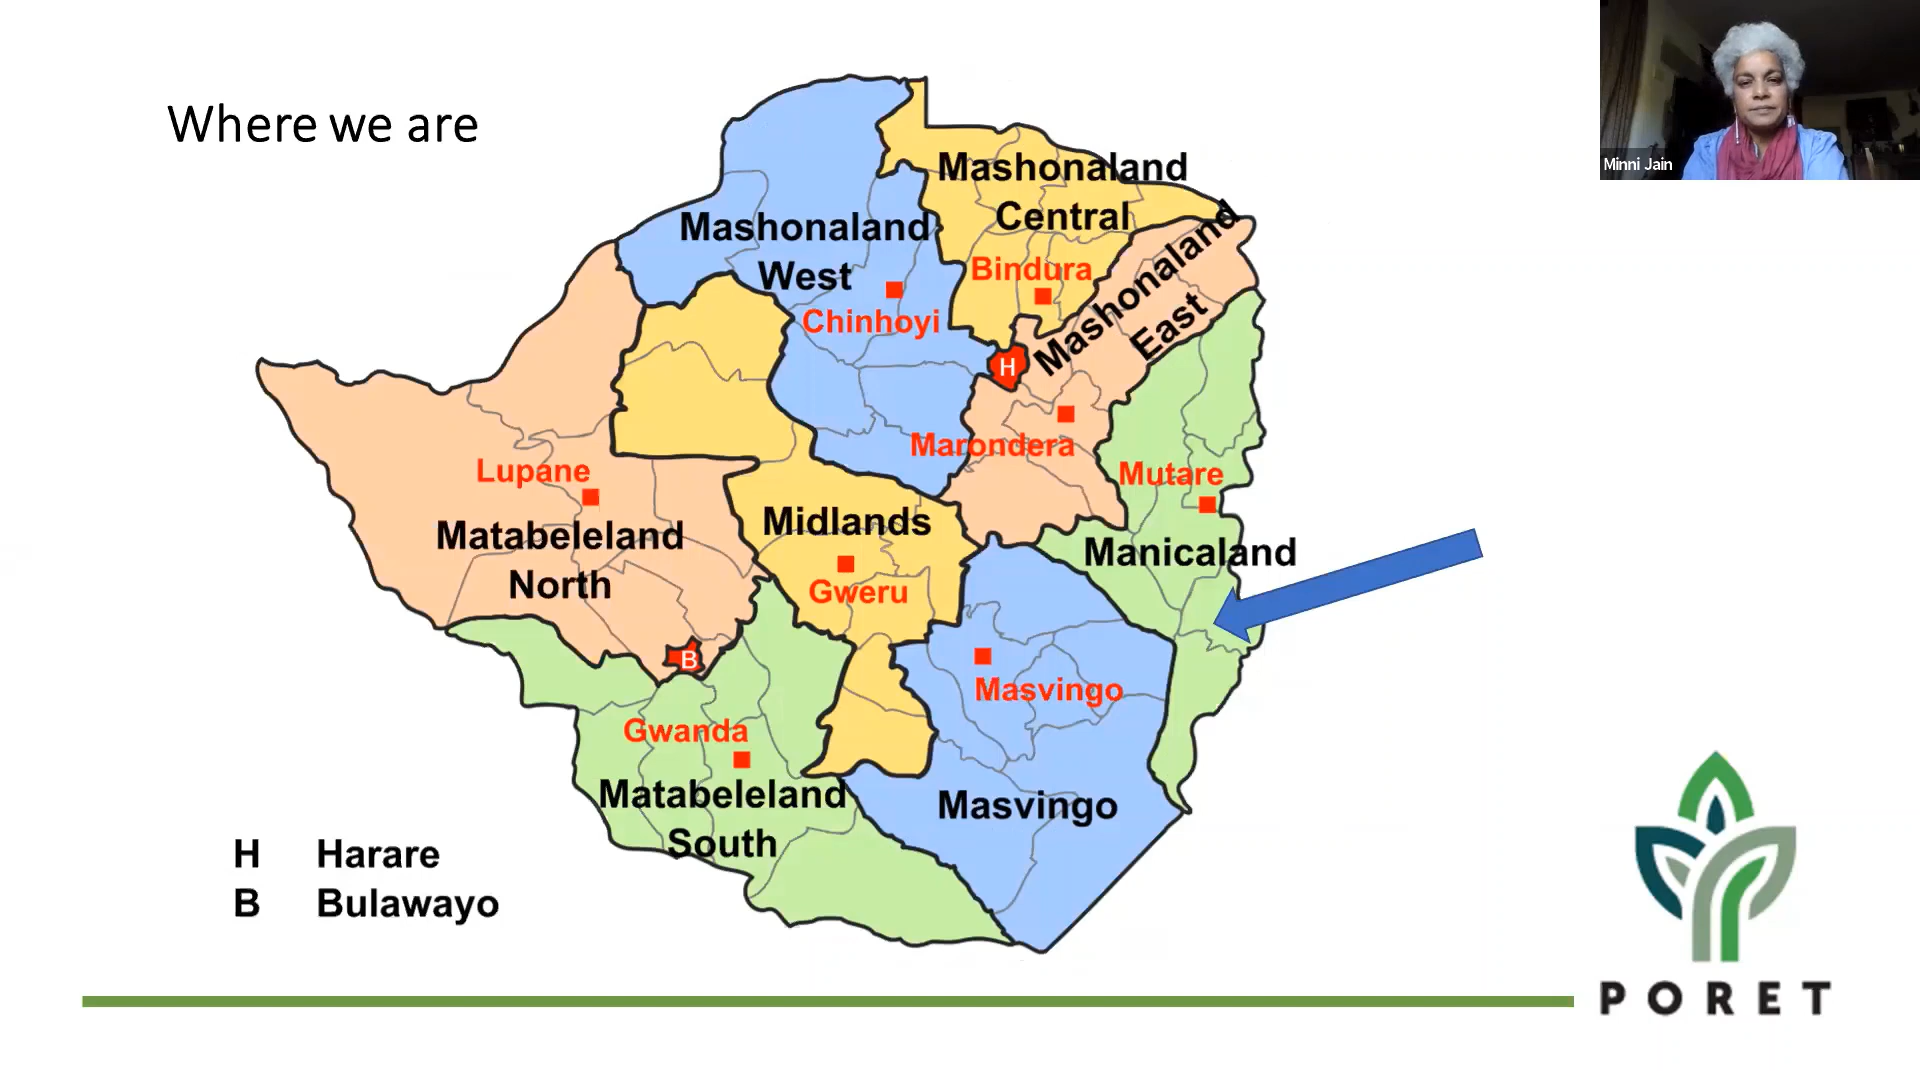 Where we are
Minni Jain
Mashonaland
Central
Mashonaland
West
Bindura
Mashonaland
East
Chinhoyi
H
Marondera
Lupane
Mutare
Matabeleland
North
Midlands
Manicaland
Gweru
B
Masvingo
Gwanda
Matabeleland
South
Masvingo
H Harare
B Bulawayo
PORET